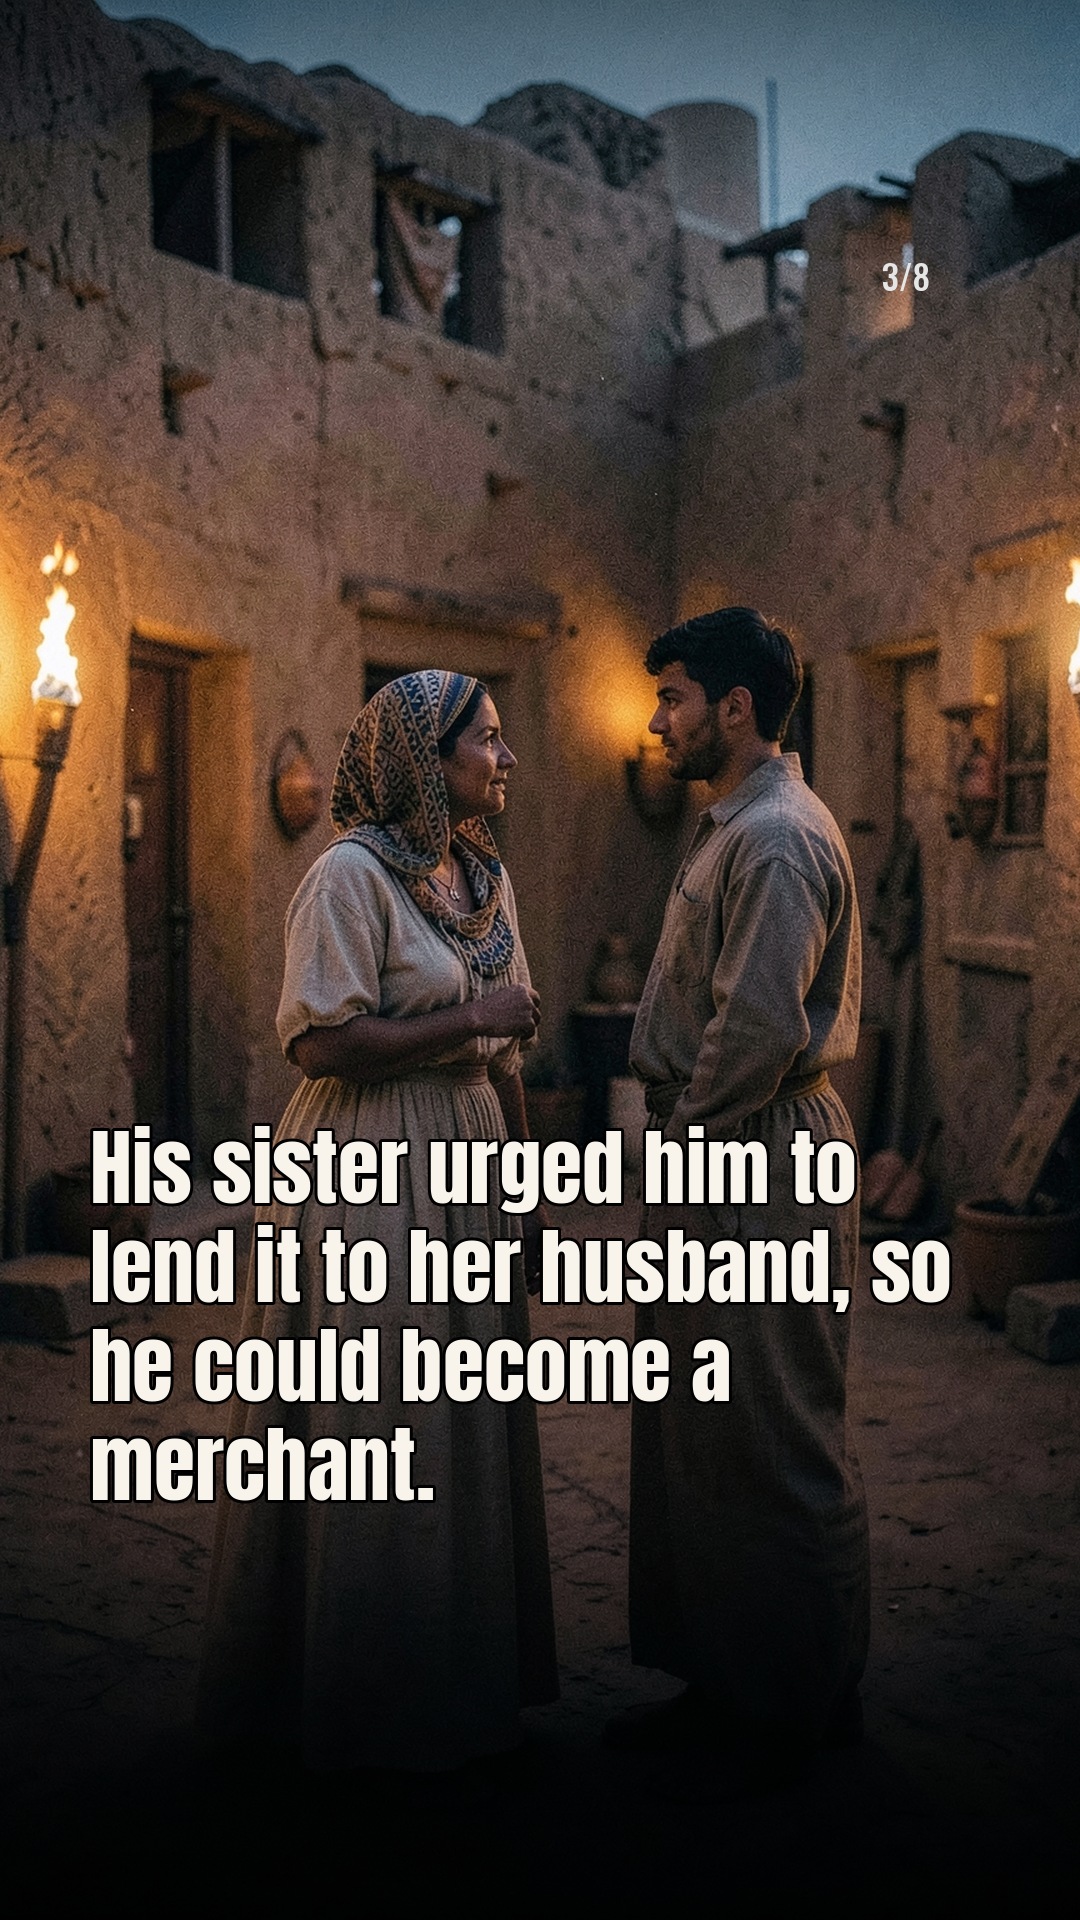 3/8
His sister urged him to
lend it to her husband, so
he could become a
merchant.